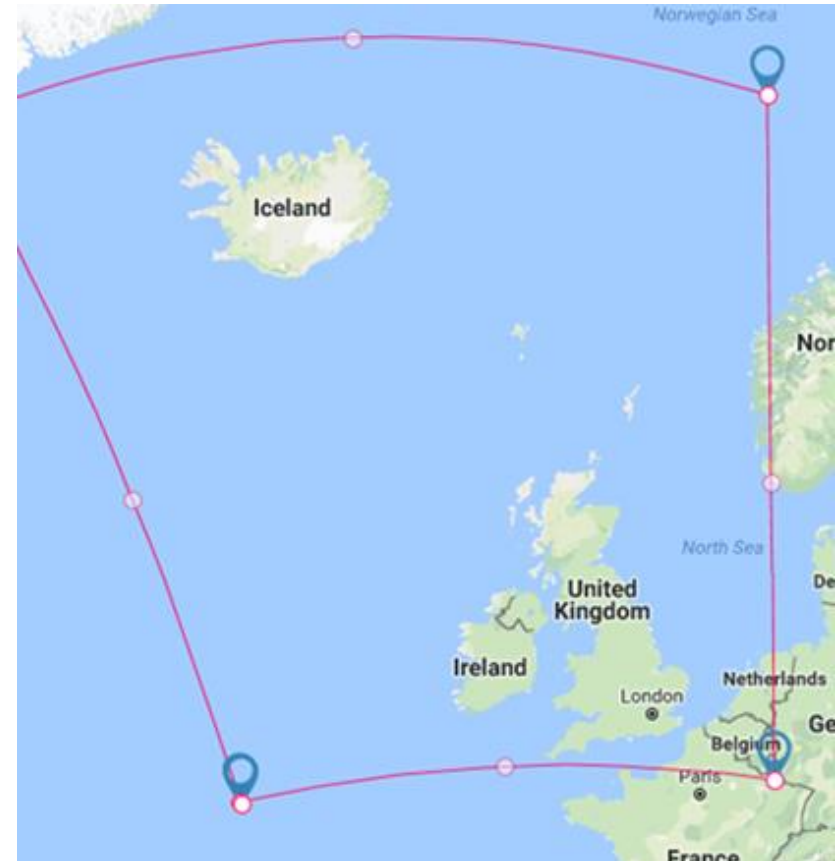 Norwegian Sea
Iceland
Nor
North Sea
De
United
Kingdom
Ireland
Netherlands
London
Ge
Belgium
Paris
France